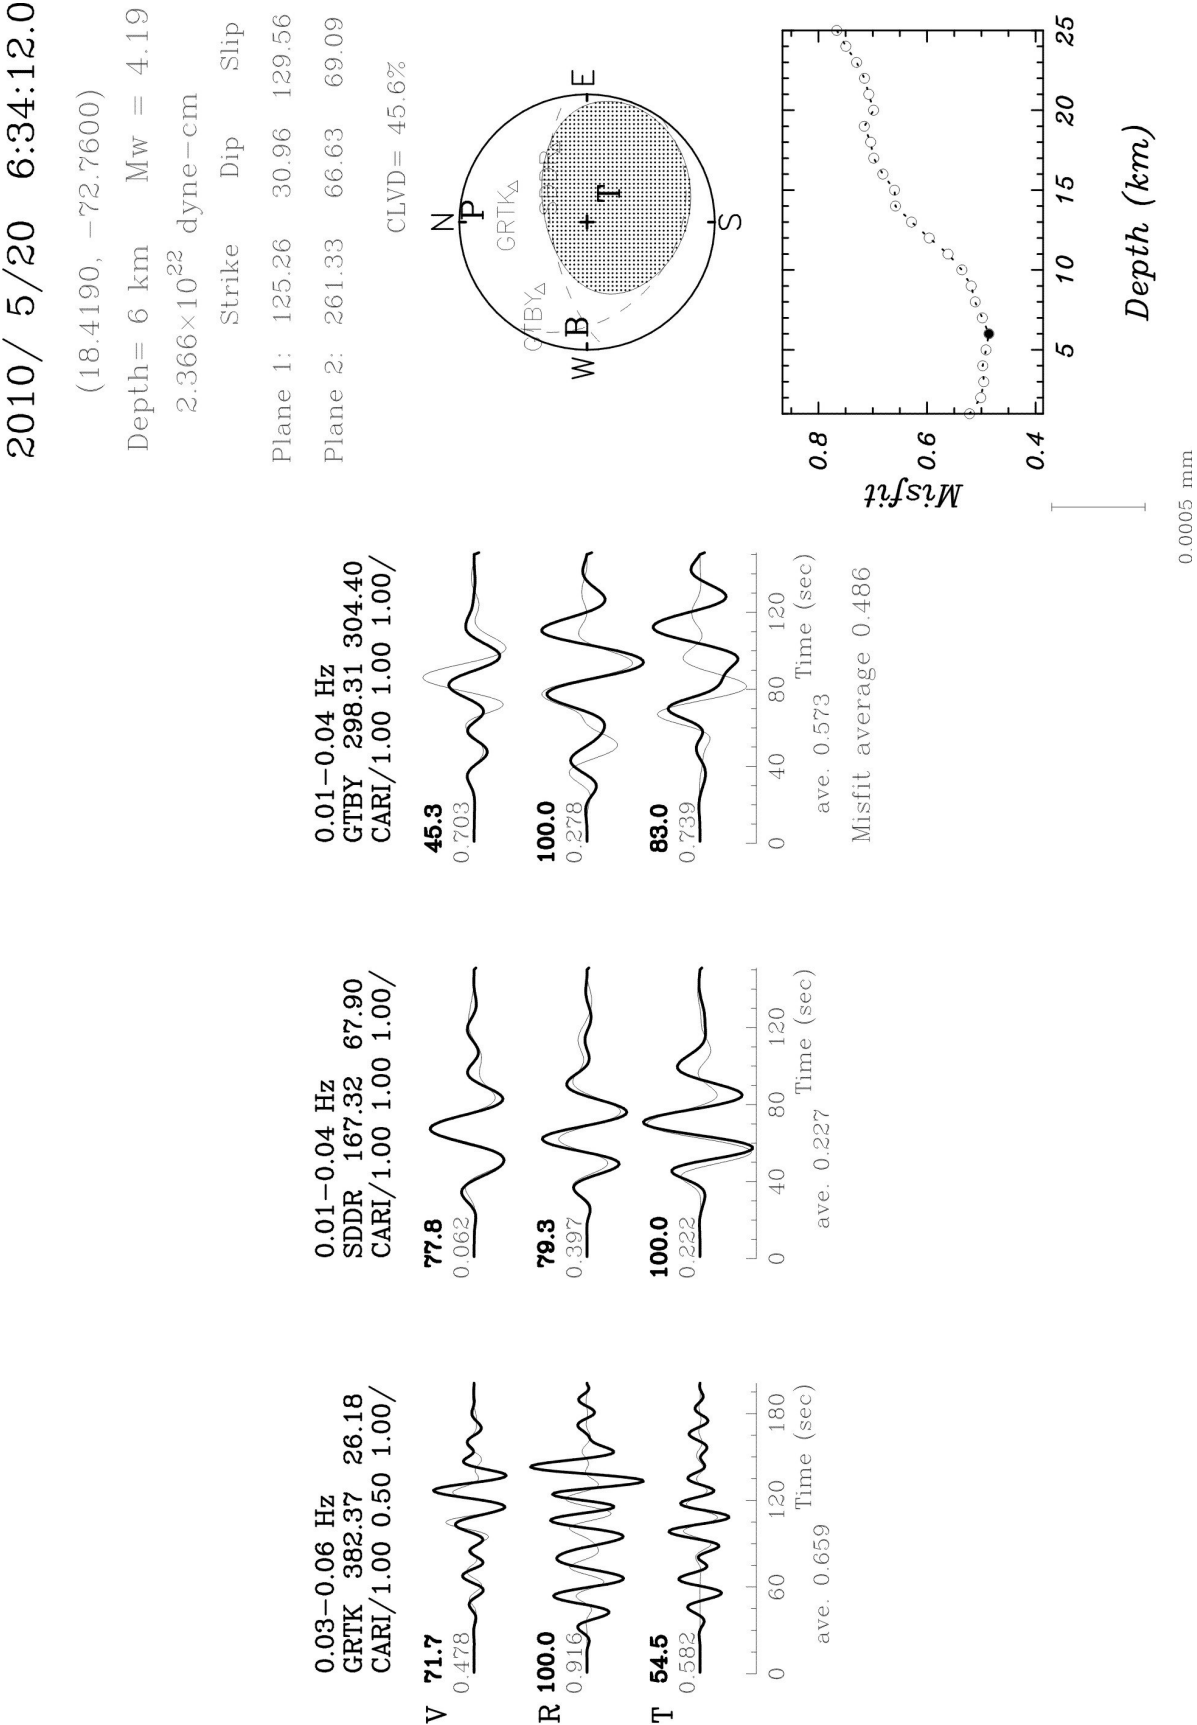 2010/ 5/20 6:34:12.0
(18.4190, -72.7600)
Depth= 6 km Mw = 4.19
2.366×10²² dyne-cm
Strike Dip Slip
Plane 1: 125.26 30.96 129.56
Plane 2: 261.33 66.63 69.09
CLVD= 45.6%
N
P
E
GRTK
T
GTBY
B
W
S
0.03-0.06 Hz
GRTK 382.37 26.18
CARI/1.00 0.50 1.00/
V 71.7
0.478
R 100.0
0.916
T 54.5
0.582
0 60 120 180
Time (sec)
ave. 0.659
0.01-0.04 Hz
SDDR 167.32 67.90
CARI/1.00 1.00 1.00/
77.8
0.062
79.3
0.397
100.0
0.222
0 40 80 120
Time (sec)
ave. 0.227
0.01-0.04 Hz
GTBY 298.31 304.40
CARI/1.00 1.00 1.00/
45.3
0.703
100.0
0.278
83.0
0.739
0 40 80 120
Time (sec)
ave. 0.573
Misfit average 0.486
0.8
0.6
0.4
Misfit
5 10 15 20 25
Depth (km)
0.0005 mm